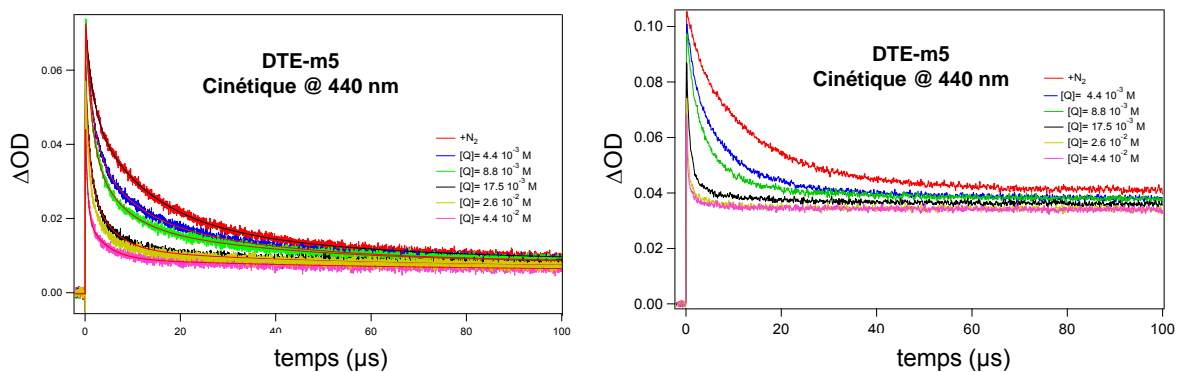 DTE-m5
Cinétique @ 440 nm
+N₂
[Q]= 4.4 10⁻³ M
[Q]= 8.8 10⁻³ M
[Q]= 17.5 10⁻³ M
[Q]= 2.6 10⁻² M
[Q]= 4.4 10⁻² M
ΔOD
0.06
0.04
0.02
0.00
0 20 40 60 80 100
temps (µs)
DTE-m5
Cinétique @ 440 nm
+N₂
[Q]= 4.4 10⁻³ M
[Q]= 8.8 10⁻³ M
[Q]= 17.5 10⁻³ M
[Q]= 2.6 10⁻² M
[Q]= 4.4 10⁻² M
ΔOD
0.10
0.08
0.06
0.04
0.02
0.00
0 20 40 60 80 100
temps (µs)